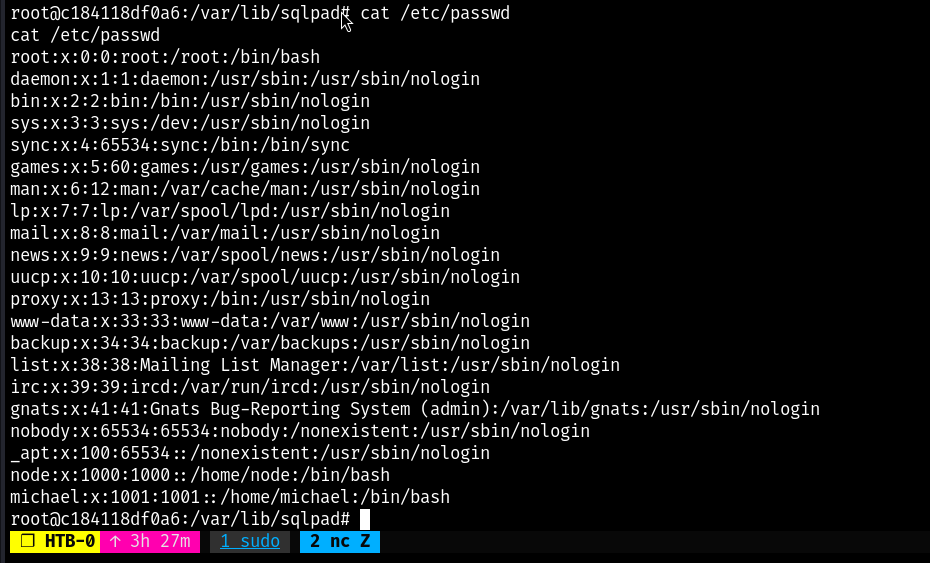 root@c184118df0a6:/var/lib/sqlpad# cat /etc/passwd
cat /etc/passwd
root:x:0:0:root:/root:/bin/bash
daemon:x:1:1:daemon:/usr/sbin:/usr/sbin/nologin
bin:x:2:2:bin:/bin:/usr/sbin/nologin
sys:x:3:3:sys:/dev:/usr/sbin/nologin
sync:x:4:65534:sync:/bin:/bin/sync
games:x:5:60:games:/usr/games:/usr/sbin/nologin
man:x:6:12:man:/var/cache/man:/usr/sbin/nologin
lp:x:7:7:lp:/var/spool/lpd:/usr/sbin/nologin
mail:x:8:8:mail:/var/mail:/usr/sbin/nologin
news:x:9:9:news:/var/spool/news:/usr/sbin/nologin
uucp:x:10:10:uucp:/var/spool/uucp:/usr/sbin/nologin
proxy:x:13:13:proxy:/bin:/usr/sbin/nologin
www-data:x:33:33:www-data:/var/www:/usr/sbin/nologin
backup:x:34:34:backup:/var/backups:/usr/sbin/nologin
list:x:38:38:Mailing List Manager:/var/list:/usr/sbin/nologin
irc:x:39:39:ircd:/var/run/ircd:/usr/sbin/nologin
gnats:x:41:41:Gnats Bug-Reporting System (admin):/var/lib/gnats:/usr/sbin/nologin
nobody:x:65534:65534:nobody:/nonexistent:/usr/sbin/nologin
_apt:x:100:65534::/nonexistent:/usr/sbin/nologin
node:x:1000:1000::/home/node:/bin/bash
michael:x:1001:1001::/home/michael:/bin/bash
root@c184118df0a6:/var/lib/sqlpad#
❐ HTB-0 ↑ 3h 27m 1 sudo 2 nc Z